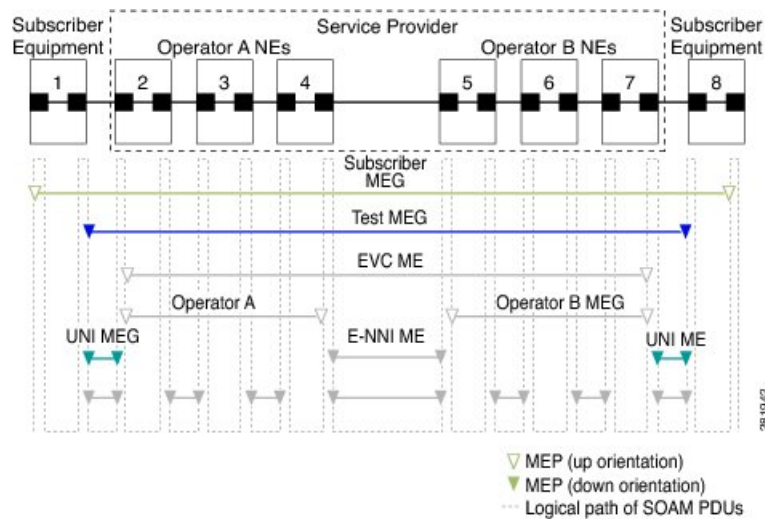 Subscriber Equipment
Service Provider
Subscriber Equipment
Operator A NEs
Operator B NEs
1 2 3 4 5 6 7 8
Subscriber MEG
Test MEG
EVC ME
Operator A
Operator B MEG
UNI MEG
E-NNI ME
UNI ME
MEP (up orientation)
MEP (down orientation)
Logical path of SOAM PDUs